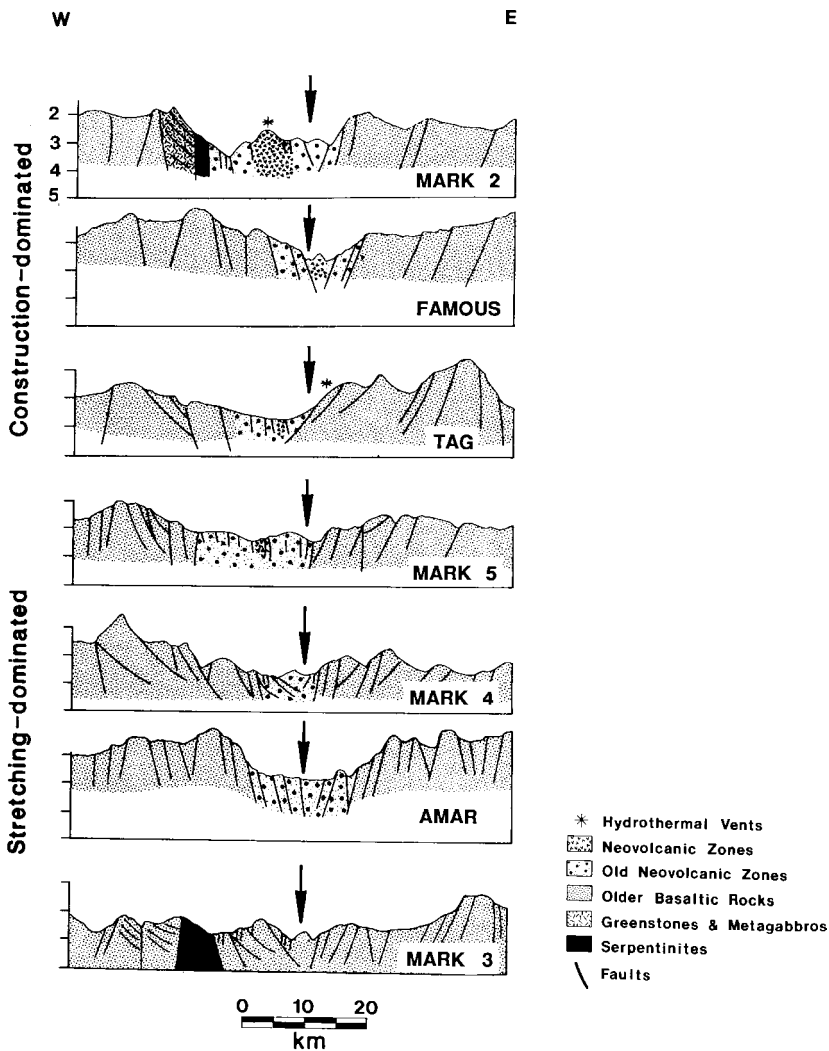 W
E
Construction-dominated
2
3
4
5
MARK 2
FAMOUS
TAG
Stretching-dominated
MARK 5
MARK 4
AMAR
MARK 3
* Hydrothermal Vents
Neovolcanic Zones
Old Neovolcanic Zones
Older Basaltic Rocks
Greenstones & Metagabbros
Serpentinites
Faults
0 10 20
km